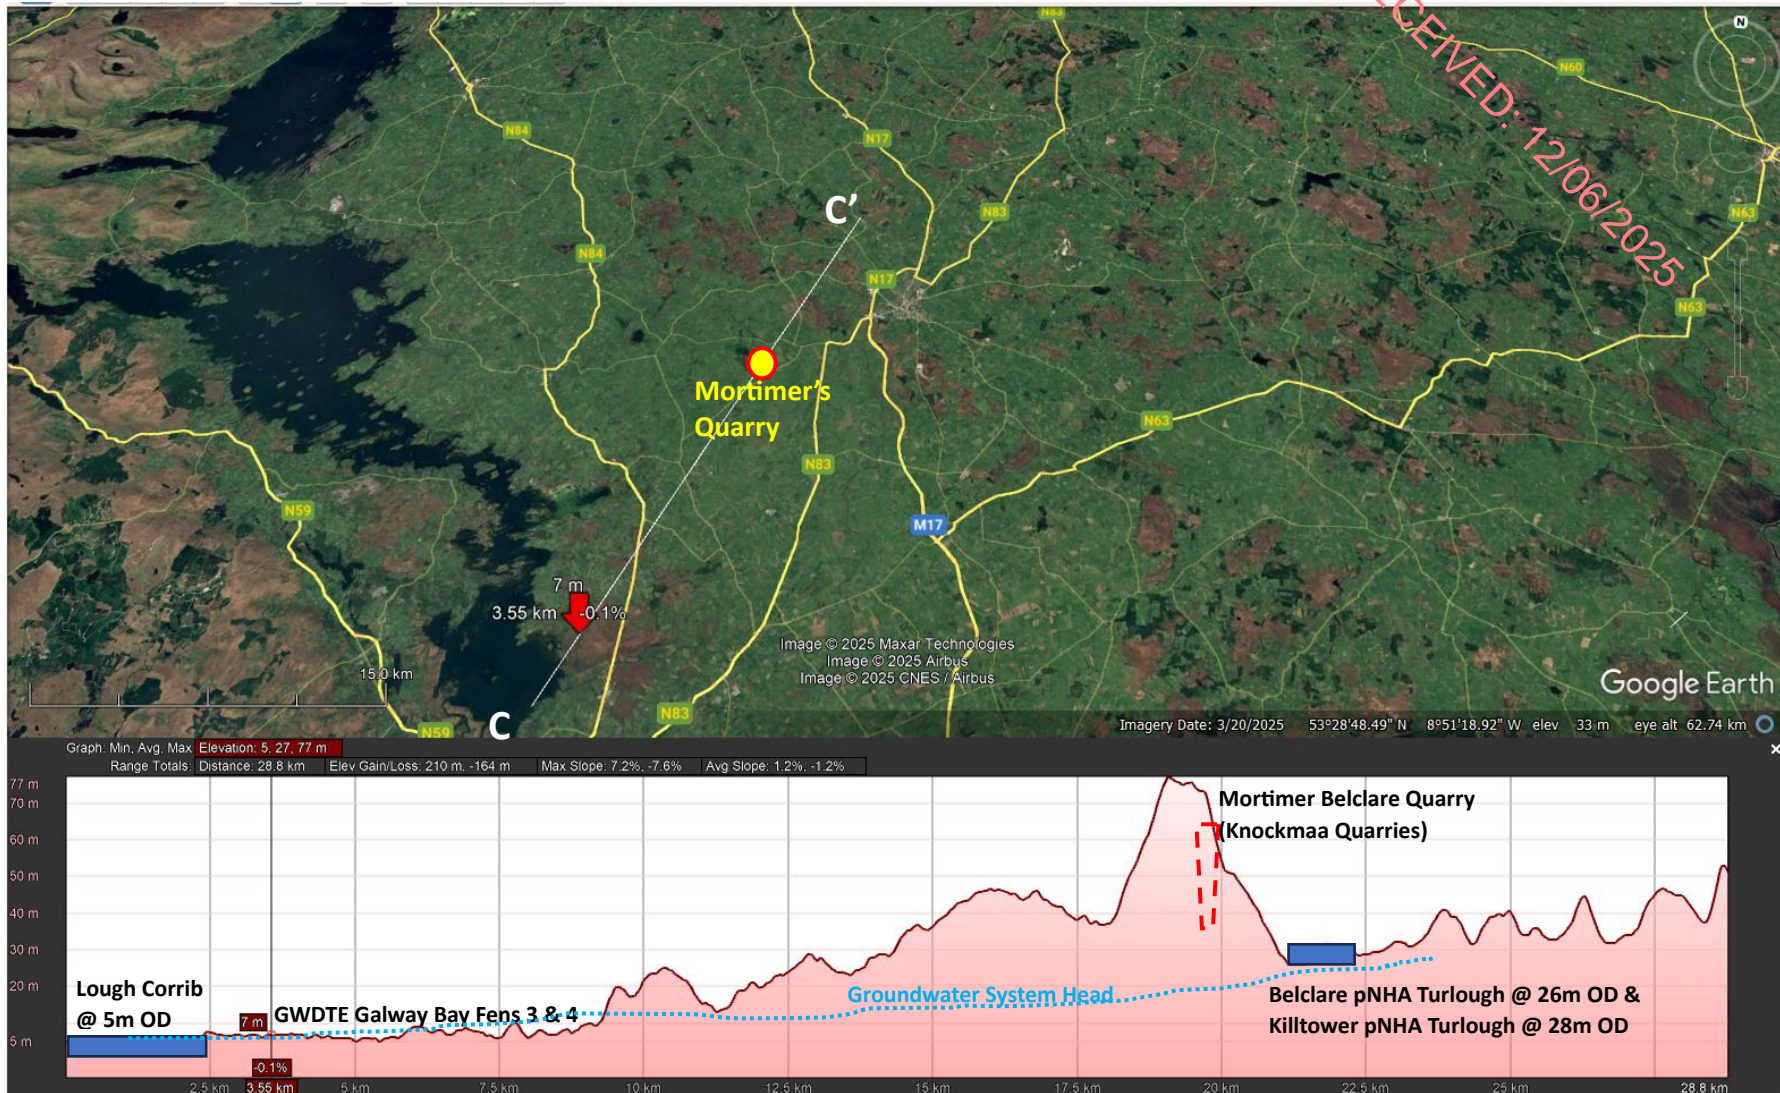 N83
N60
N
RECEIVED: 12/06/2025
N84
N17
C’
N83
N63
N84
N17
N63
Mortimer’s
Quarry
N63
N83
N59
M17
7 m
3.55 km
-0.1%
15.0 km
Image © 2025 Maxar Technologies
Image © 2025 Airbus
Image © 2025 CNES / Airbus
Google Earth
C
N83
N59
Imagery Date: 3/20/2025 53°28'48.49" N 8°51'18.92" W elev 33 m eye alt 62.74 km
Graph: Min, Avg, Max Elevation: 5, 27, 77 m
Range Totals: Distance: 28.8 km Elev Gain/Loss: 210 m, -164 m Max Slope: 7.2%, -7.6% Avg Slope: 1.2%, -1.2%
77 m
70 m
60 m
50 m
40 m
30 m
20 m
5 m
Mortimer Belclare Quarry
(Knockmaa Quarries)
Lough Corrib
@ 5m OD
7 m
GWDTE Galway Bay Fens 3 & 4
Groundwater System Head
Belclare pNHA Turlough @ 26m OD &
Killtower pNHA Turlough @ 28m OD
-0.1%
2.5 km
3.55 km
5 km
7.5 km
10 km
12.5 km
15 km
17.5 km
20 km
22.5 km
25 km
28.8 km